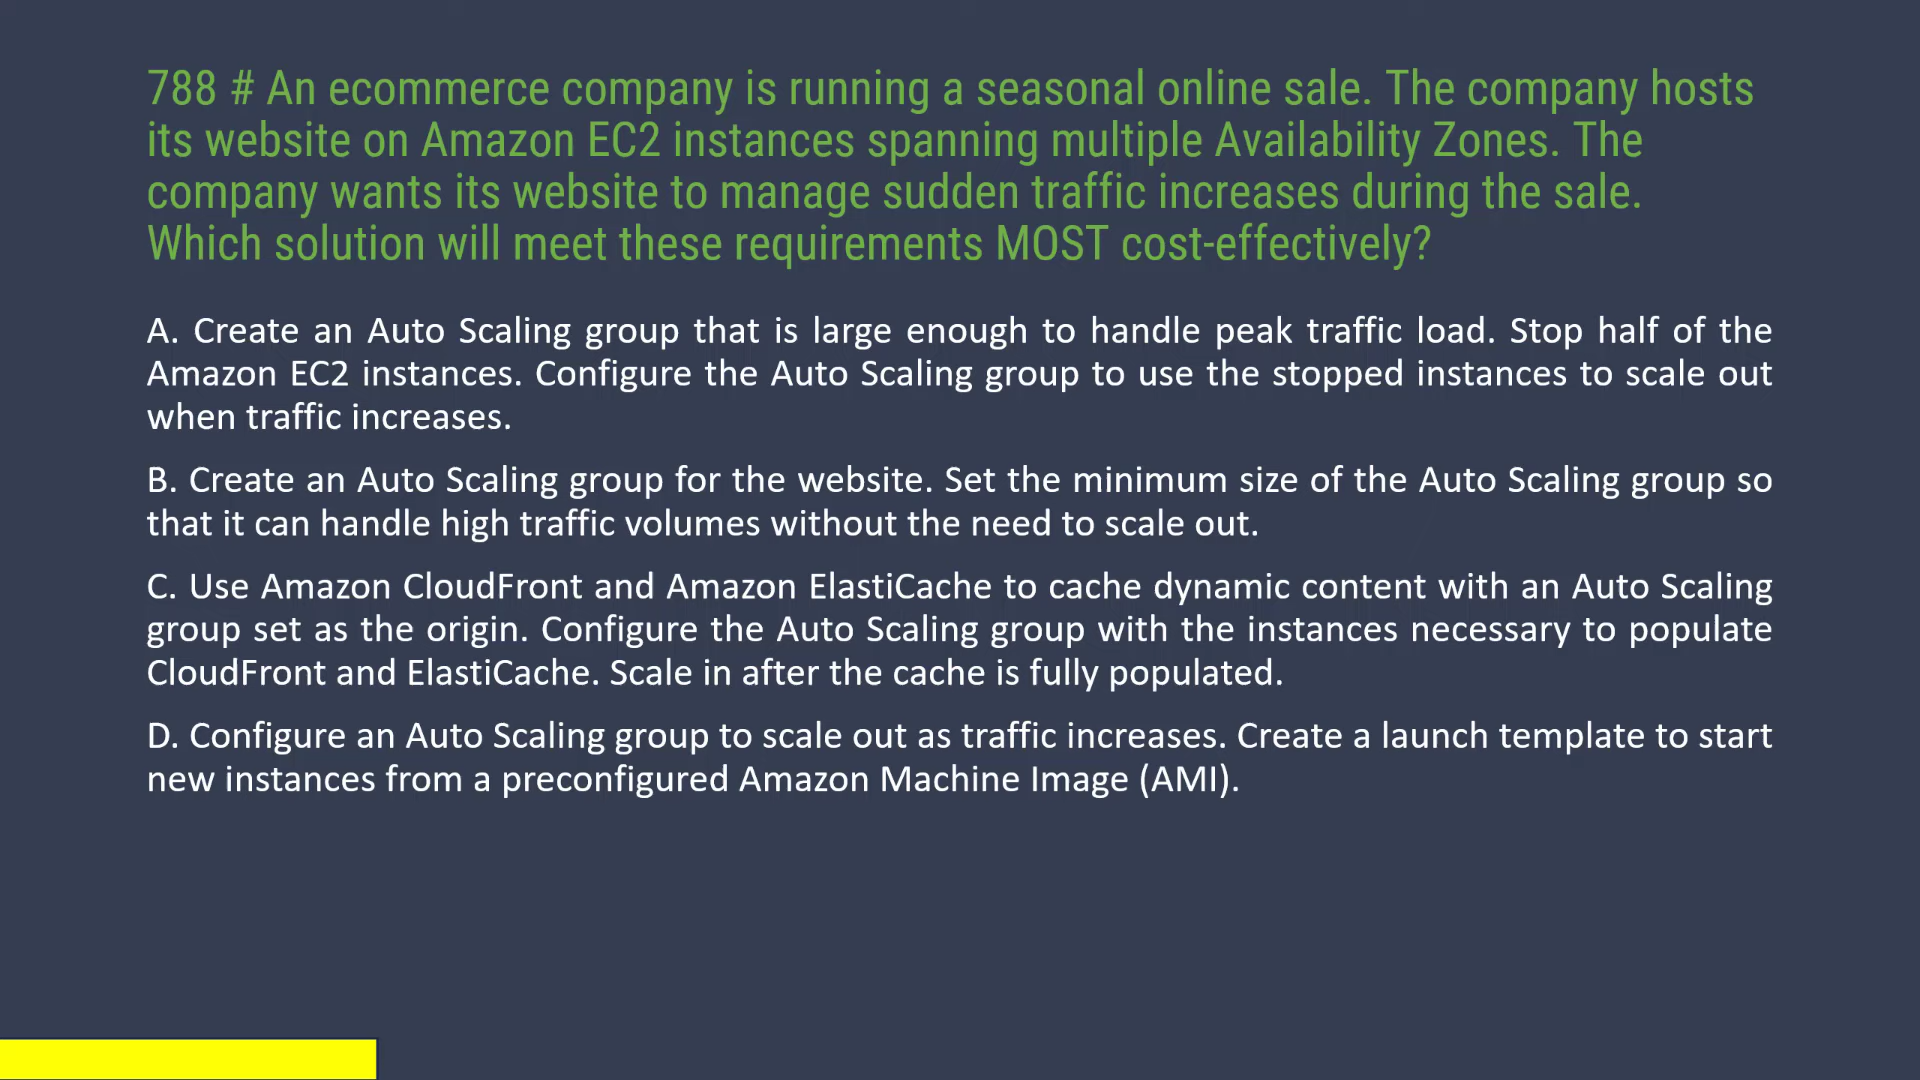 788 # An ecommerce company is running a seasonal online sale. The company hosts
its website on Amazon EC2 instances spanning multiple Availability Zones. The
company wants its website to manage sudden traffic increases during the sale.
Which solution will meet these requirements MOST cost-effectively?
A. Create an Auto Scaling group that is large enough to handle peak traffic load. Stop half of the
Amazon EC2 instances. Configure the Auto Scaling group to use the stopped instances to scale out
when traffic increases.
B. Create an Auto Scaling group for the website. Set the minimum size of the Auto Scaling group so
that it can handle high traffic volumes without the need to scale out.
C. Use Amazon CloudFront and Amazon ElastiCache to cache dynamic content with an Auto Scaling
group set as the origin. Configure the Auto Scaling group with the instances necessary to populate
CloudFront and ElastiCache. Scale in after the cache is fully populated.
D. Configure an Auto Scaling group to scale out as traffic increases. Create a launch template to start
new instances from a preconfigured Amazon Machine Image (AMI).